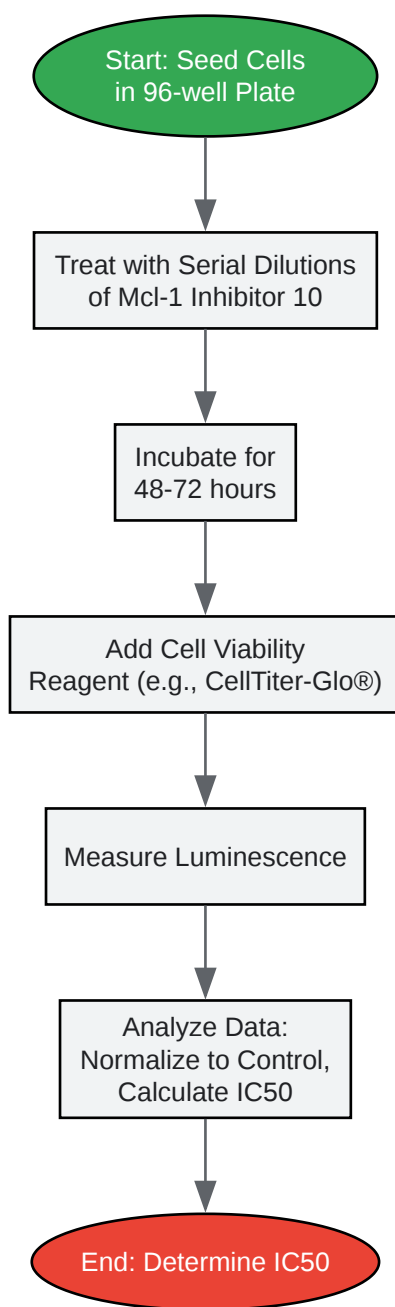 Start: Seed Cells
in 96-well Plate
Treat with Serial Dilutions
of Mcl-1 Inhibitor 10
Incubate for
48-72 hours
Add Cell Viability
Reagent (e.g., CellTiter-Glo®)
Measure Luminescence
Analyze Data:
Normalize to Control,
Calculate IC50
End: Determine IC50